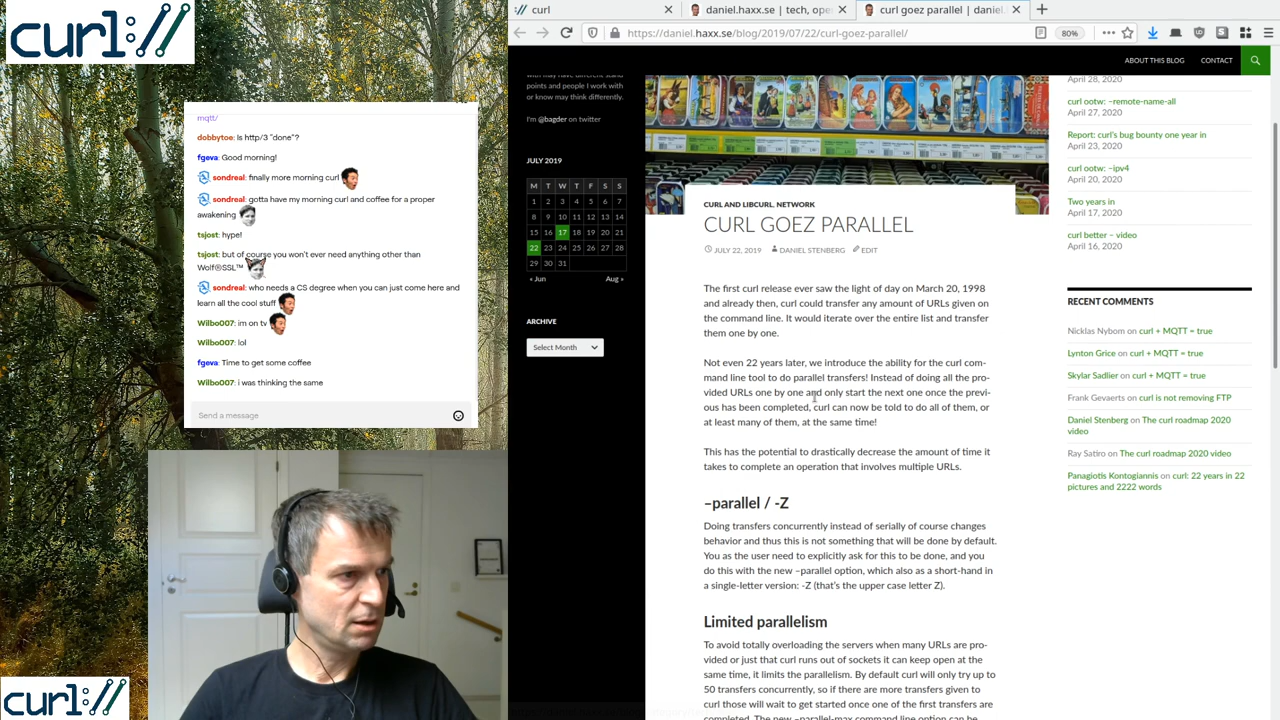 curl://
mqtt/
dobbytoe: Is http/3 "done"?
fgeva: Good morning!
sondreal: finally more morning curl
sondreal: gotta have my morning curl and coffee for a proper
awakening
tsjost: hype!
tsjost: but of course you won't ever need anything other than
Wolf®SSL™
sondreal: who needs a CS degree when you can just come here and
learn all the cool stuff
Wilbo007: im on tv
Wilbo007: lol
fgeva: Time to get some coffee
Wilbo007: i was thinking the same
Send a message
curl://
curl
daniel.haxx.se | tech, ope
curl goez parallel | daniel.
https://daniel.haxx.se/blog/2019/07/22/curl-goez-parallel/
80%
ABOUT THIS BLOG
CONTACT
with may have different stand
points and people I work with
or know may think differently.
I'm @bagder on twitter
JULY 2019
M T W T F S S
1 2 3 4 5 6 7
8 9 10 11 12 13 14
15 16 17 18 19 20 21
22 23 24 25 26 27 28
29 30 31
« Jun
Aug »
ARCHIVE
Select Month
CURL AND LIBCURL, NETWORK
CURL GOEZ PARALLEL
JULY 22, 2019
DANIEL STENBERG
EDIT
The first curl release ever saw the light of day on March 20, 1998
and already then, curl could transfer any amount of URLs given on
the command line. It would iterate over the entire list and transfer
them one by one.
Not even 22 years later, we introduce the ability for the curl com-
mand line tool to do parallel transfers! Instead of doing all the pro-
vided URLs one by one and only start the next one once the previ-
ous has been completed, curl can now be told to do all of them, or
at least many of them, at the same time!
This has the potential to drastically decrease the amount of time it
takes to complete an operation that involves multiple URLs.
–parallel / -Z
Doing transfers concurrently instead of serially of course changes
behavior and thus this is not something that will be done by default.
You as the user need to explicitly ask for this to be done, and you
do this with the new –parallel option, which also as a short-hand in
a single-letter version: -Z (that's the upper case letter Z).
Limited parallelism
To avoid totally overloading the servers when many URLs are pro-
vided or just that curl runs out of sockets it can keep open at the
same time, it limits the parallelism. By default curl will only try up to
50 transfers concurrently, so if there are more transfers given to
curl those will wait to get started once one of the first transfers are
completed. The new –parallel-max command line option can be
April 28, 2020
curl ootw: –remote-name-all
April 27, 2020
Report: curl's bug bounty one year in
April 23, 2020
curl ootw: –ipv4
April 20, 2020
Two years in
April 17, 2020
curl better – video
April 16, 2020
RECENT COMMENTS
Nicklas Nybom on curl + MQTT = true
Lynton Grice on curl + MQTT = true
Skylar Sadlier on curl + MQTT = true
Frank Gevaerts on curl is not removing FTP
Daniel Stenberg on The curl roadmap 2020
video
Ray Satiro on The curl roadmap 2020 video
Panagiotis Kontogiannis on curl: 22 years in 22
pictures and 2222 words